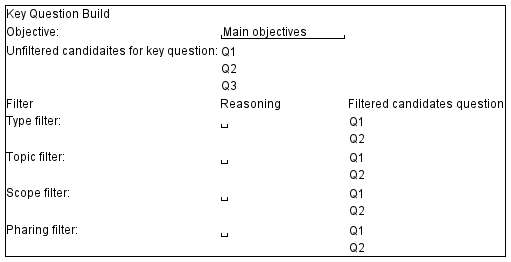 Key Question Build
Objective: Main objectives
Unfiltered candidaites for key question: Q1
Q2
Q3
Filter Reasoning Filtered candidates question
Type filter: Q1
Q2
Topic filter: Q1
Q2
Scope filter: Q1
Q2
Pharing filter: Q1
Q2